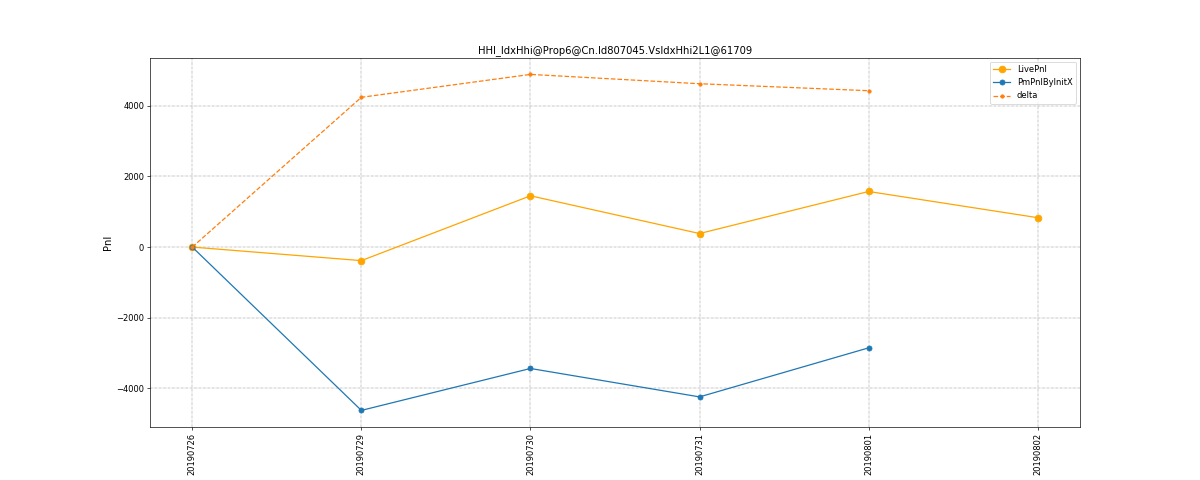 HHI_IdxHhi@Prop6@Cn.Id807045.VsIdxHhi2L1@61709
LivePnl
PmPnlByInitX
delta
4000
2000
0
−2000
−4000
Pnl
20190726
20190729
20190730
20190731
20190801
20190802